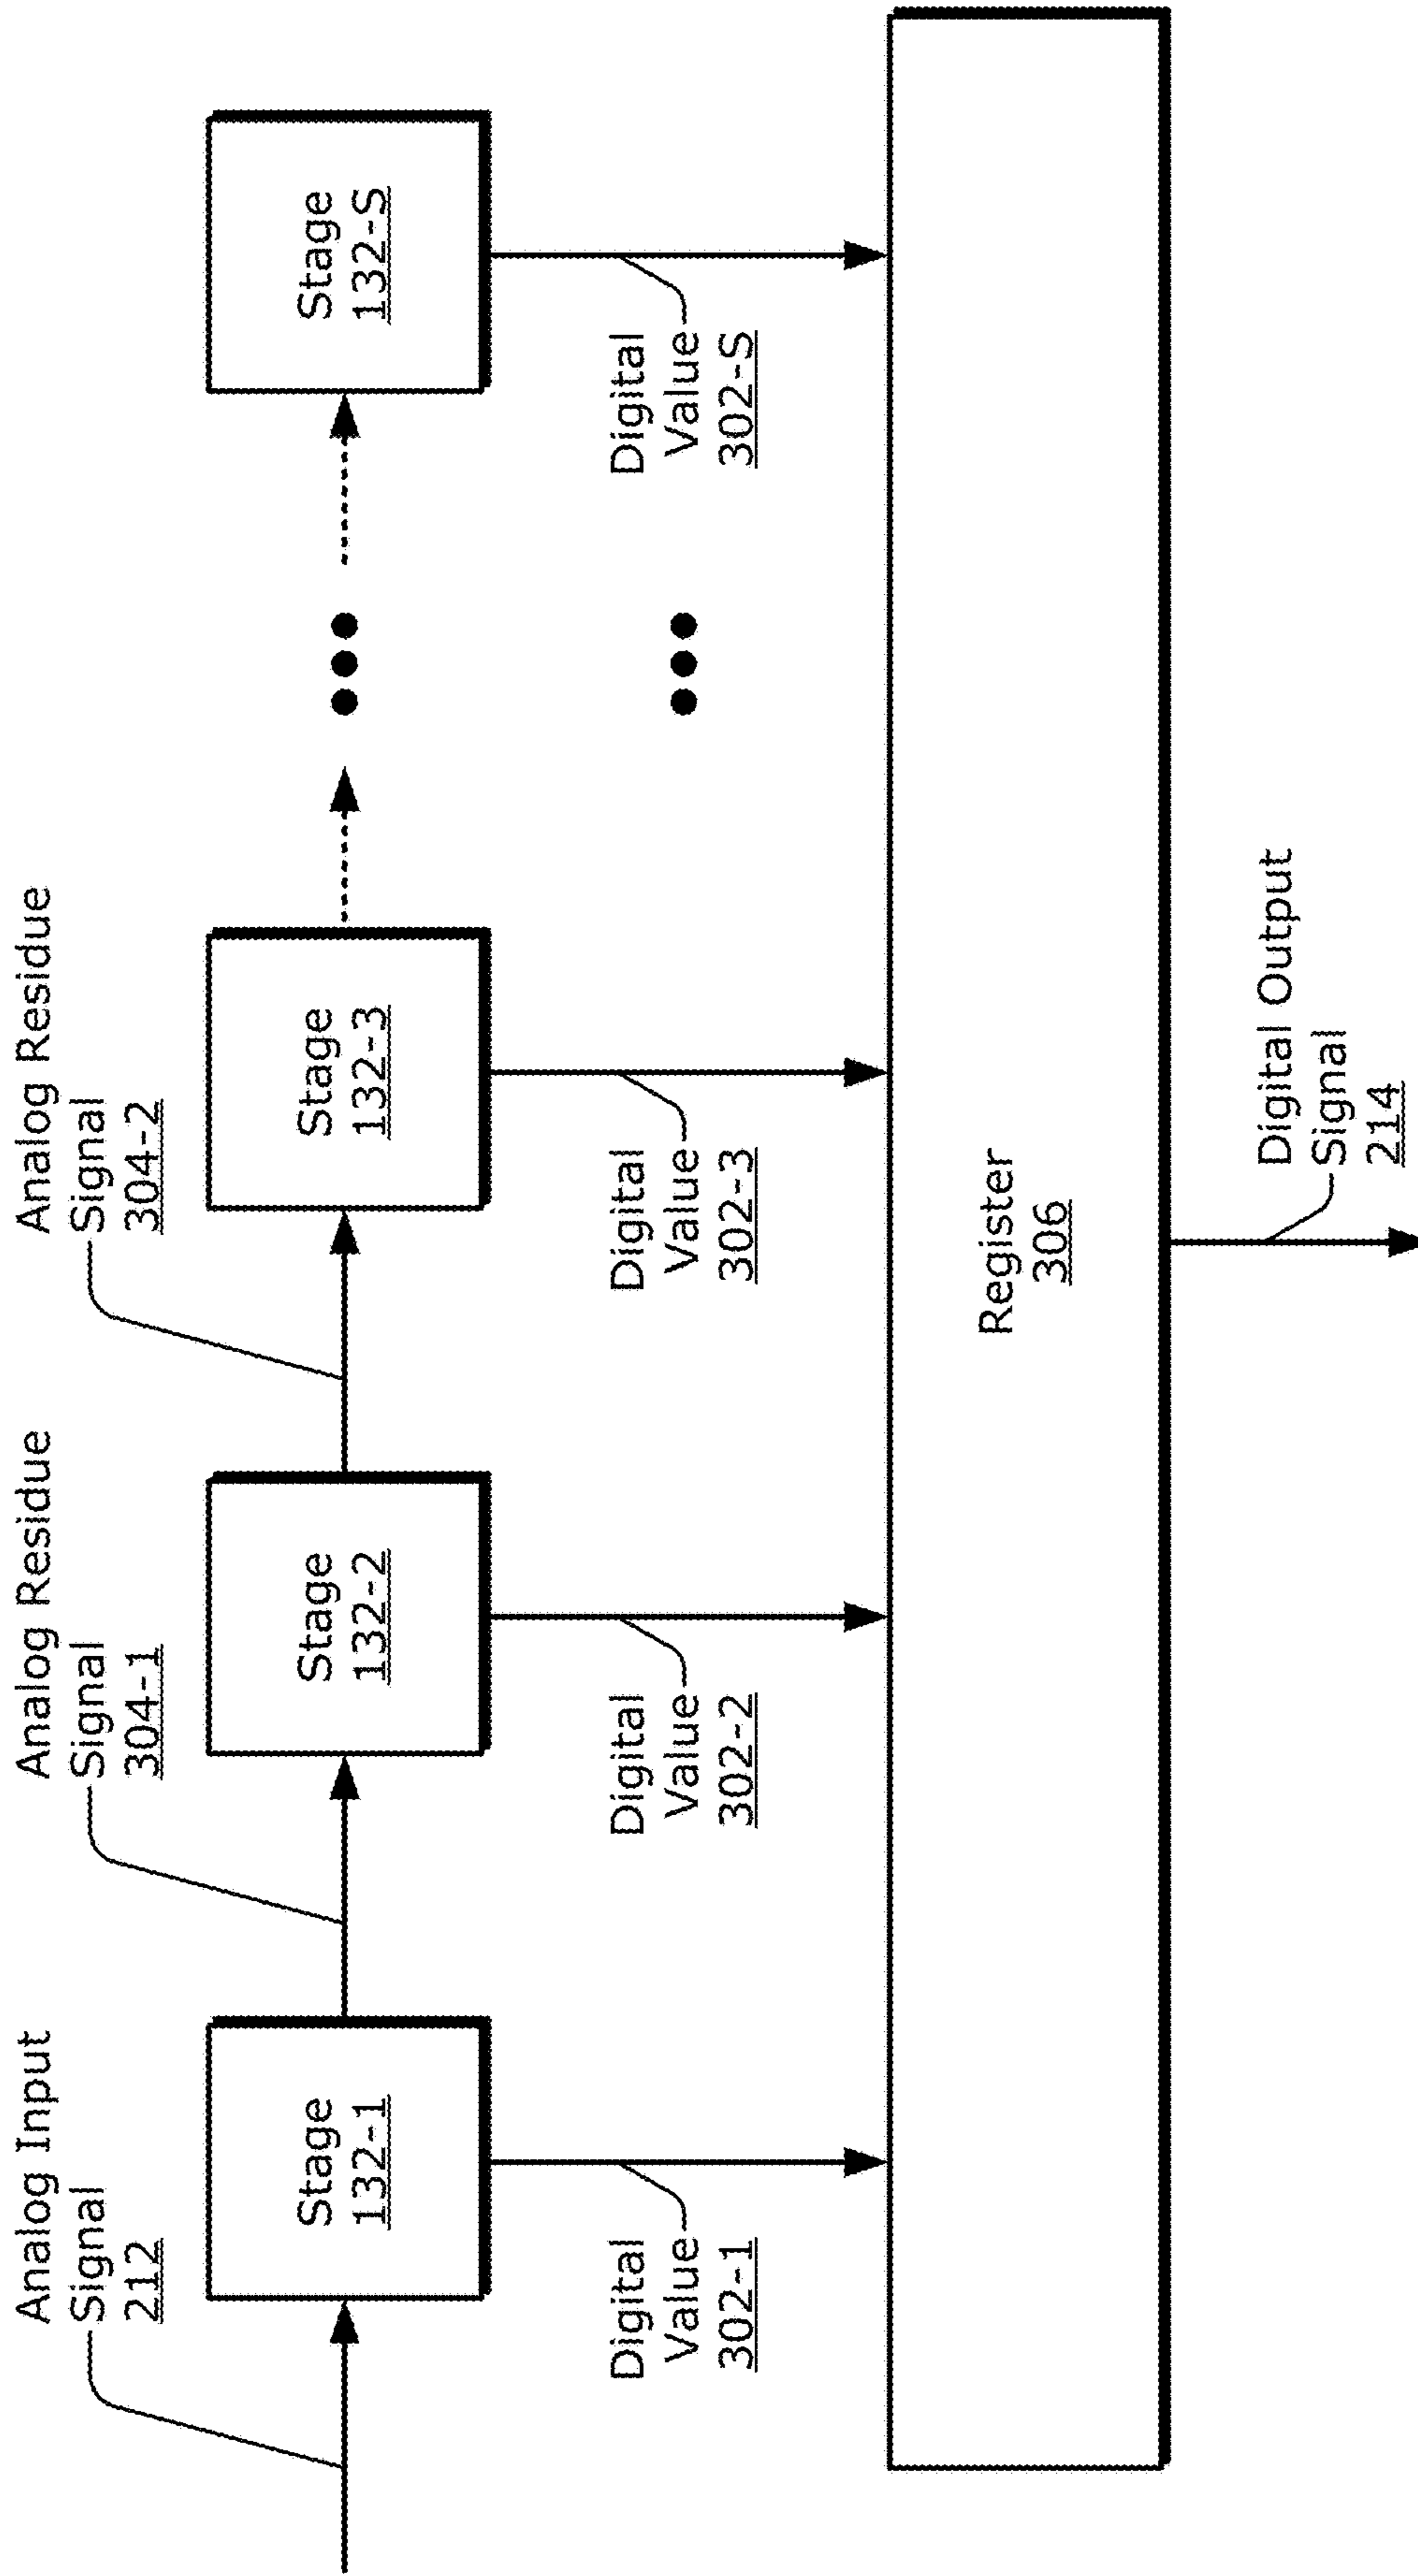 Analog Input
Signal
212
Analog Residue
Signal
304-1
Analog Residue
Signal
304-2
Stage
132-1
Stage
132-2
Stage
132-3
Stage
132-S
Digital
Value
302-1
Digital
Value
302-2
Digital
Value
302-3
Digital
Value
302-S
Register
306
Digital Output
Signal
214